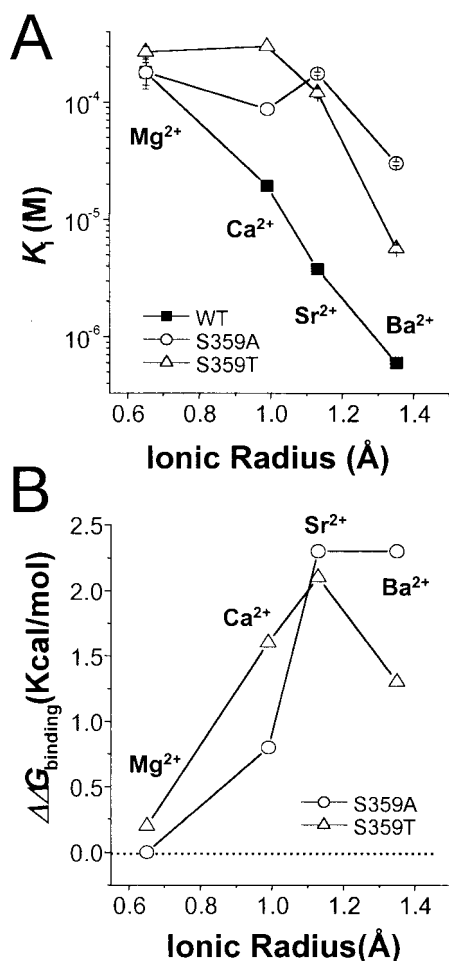 A
10⁻⁴
Mg²⁺
Kᵢ (M)
10⁻⁵
Ca²⁺
Sr²⁺
Ba²⁺
10⁻⁶
WT
S359A
S359T
0.6 0.8 1.0 1.2 1.4
Ionic Radius (Å)
B
Sr²⁺
2.5
Ba²⁺
2.0
Ca²⁺
ΔΔG binding (Kcal/mol)
1.5
1.0
Mg²⁺
0.5
S359A
S359T
0.0
0.6 0.8 1.0 1.2 1.4
Ionic Radius(Å)